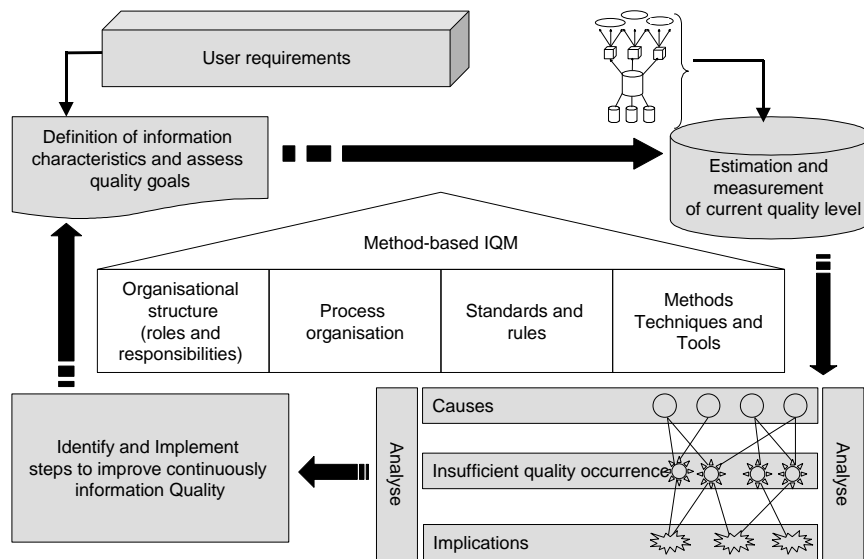 User requirements
Definition of information
characteristics and assess
quality goals
Estimation and
measurement
of current quality level
Method-based IQM
Organisational
structure
(roles and
responsibilities)
Process
organisation
Standards and
rules
Methods
Techniques and
Tools
Identify and Implement
steps to improve continuously
information Quality
Analyse
Causes
Insufficient quality occurrence
Implications
Analyse